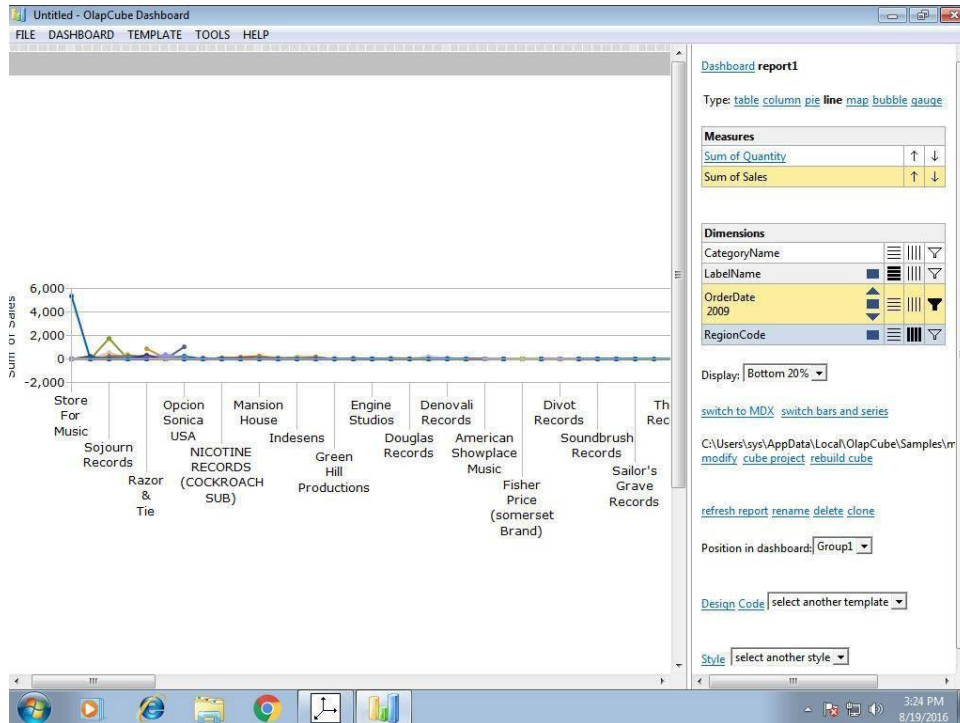 Untitled - OlapCube Dashboard
FILE DASHBOARD TEMPLATE TOOLS HELP
Dashboard report1
Type: table column pie line map bubble gauge
Measures
Sum of Quantity ↑ ↓
Sum of Sales ↑ ↓
Dimensions
CategoryName
LabelName
OrderDate
2009
RegionCode
Display: Bottom 20%
switch to MDX switch bars and series
C:\Users\sys\AppData\Local\OlapCube\Samples\m
modify cube project rebuild cube
refresh report rename delete clone
Position in dashboard: Group1
Design Code select another template
Style select another style
Sum of Sales
6,000
4,000
2,000
0
-2,000
Store
For
Music
Sojourn
Records
Razor
&
Tie
Opcion
Sonica
USA
NICOTINE
RECORDS
(COCKROACH
SUB)
Mansion
House
Indesens
Green
Hill
Productions
Engine
Studios
Douglas
Records
Denovali
Records
American
Showplace
Music
Fisher
Price
(somerset
Brand)
Divot
Records
Soundbrush
Records
Sailor's
Grave
Records
Th
Rec
3:24 PM
8/19/2016